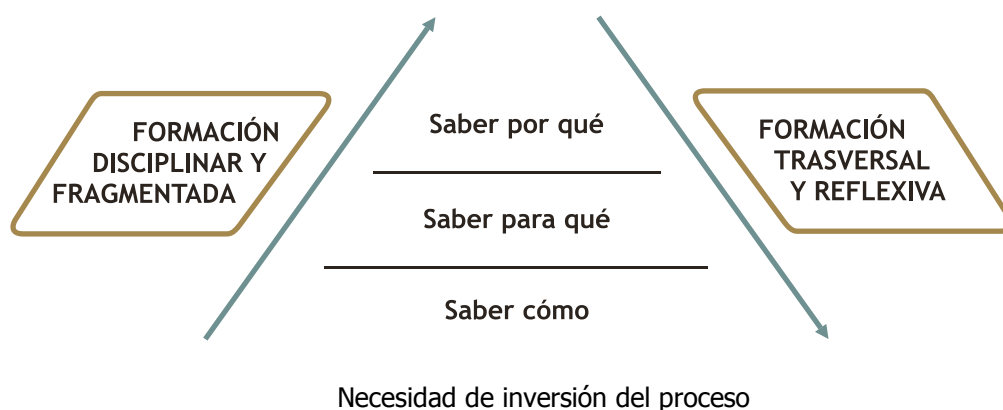 FORMACIÓN
DISCIPLINAR Y
FRAGMENTADA
Saber por qué
Saber para qué
Saber cómo
FORMACIÓN
TRASVERSAL
Y REFLEXIVA
Necesidad de inversión del proceso